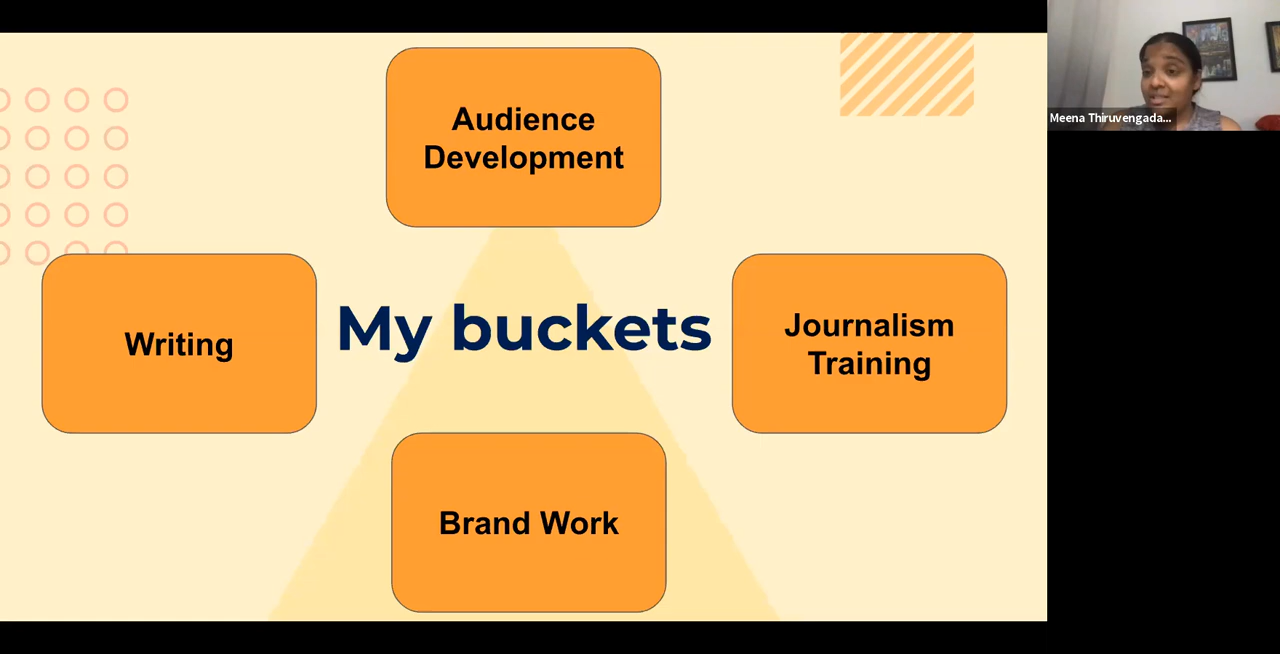 Audience
Development
Meena Thiruvengada...
Writing
My buckets
Journalism
Training
Brand Work